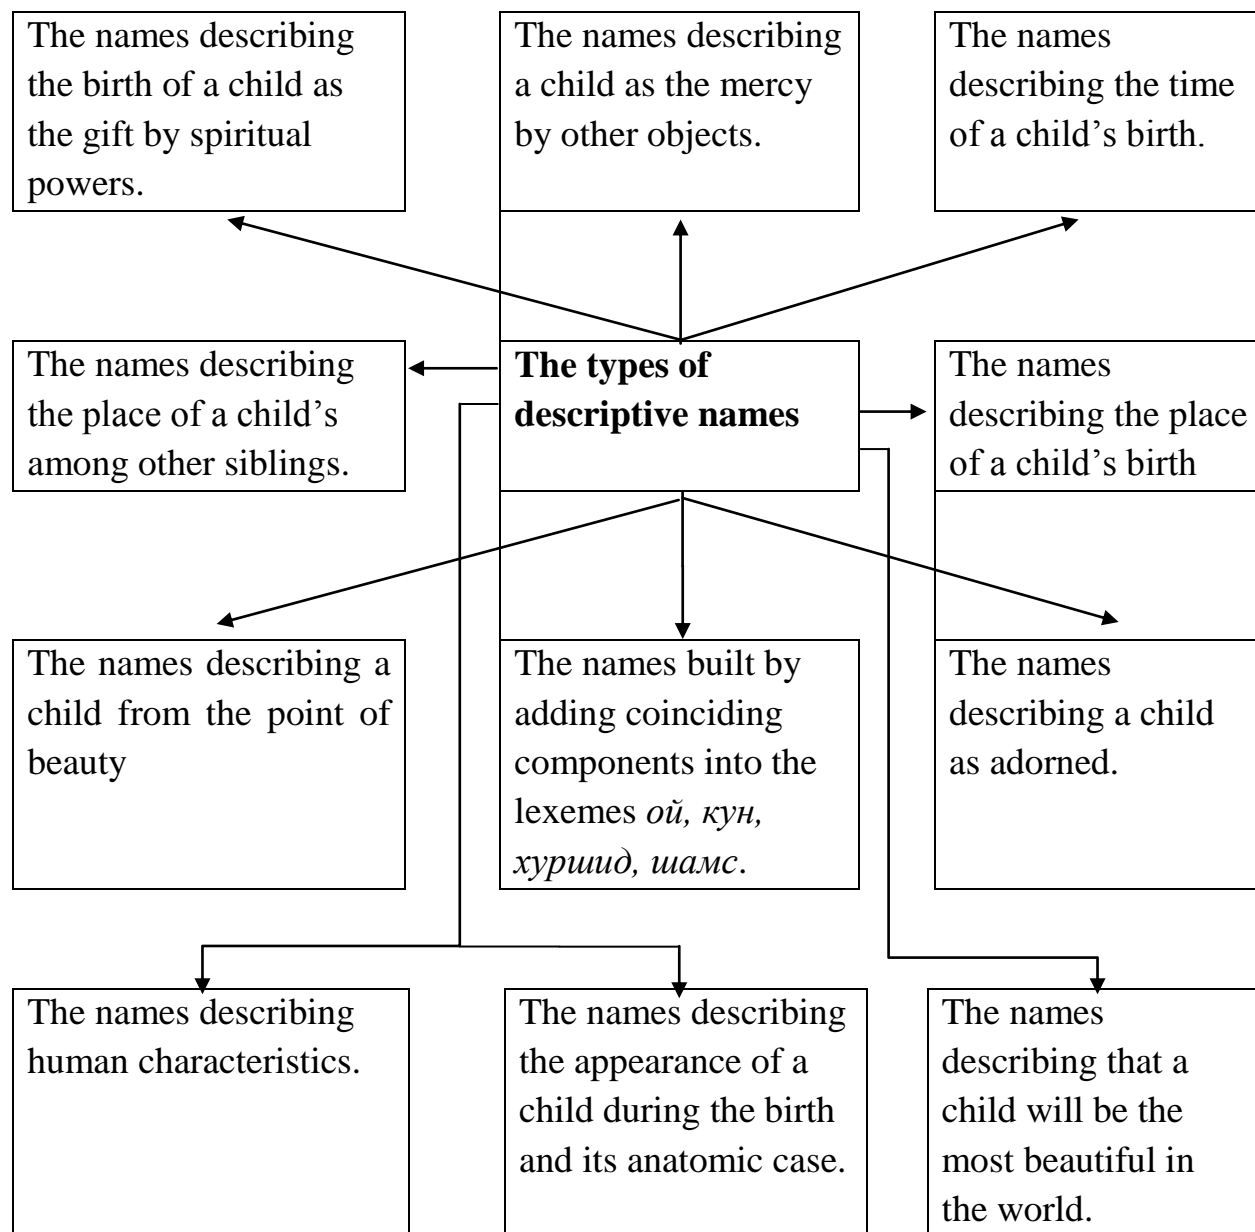 The names describing
the birth of a child as
the gift by spiritual
powers.
The names describing
a child as the mercy
by other objects.
The names
describing the time
of a child’s birth.
The names describing
the place of a child’s
among other siblings.
The types of
descriptive names
The names
describing the place
of a child’s birth
The names describing a
child from the point of
beauty
The names built by
adding coinciding
components into the
lexemes ой, кун,
хуршид, шамс.
The names
describing a child
as adorned.
The names describing
human characteristics.
The names describing
the appearance of a
child during the birth
and its anatomic case.
The names
describing that a
child will be the
most beautiful in
the world.